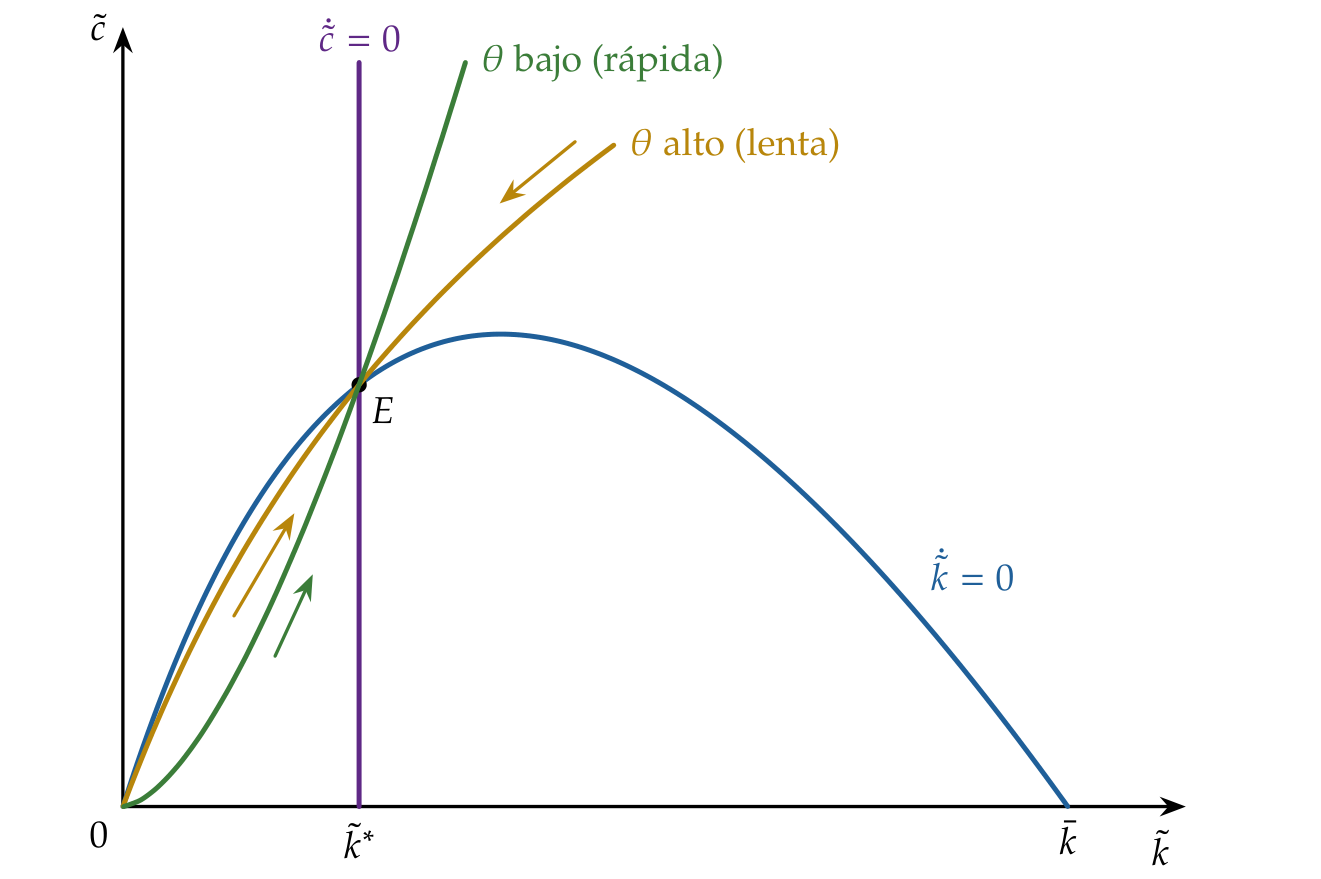 c̃
ċ̃ = 0
θ bajo (rápida)
θ alto (lenta)
E
k̃̇ = 0
0
k̃*
k̄
k̃